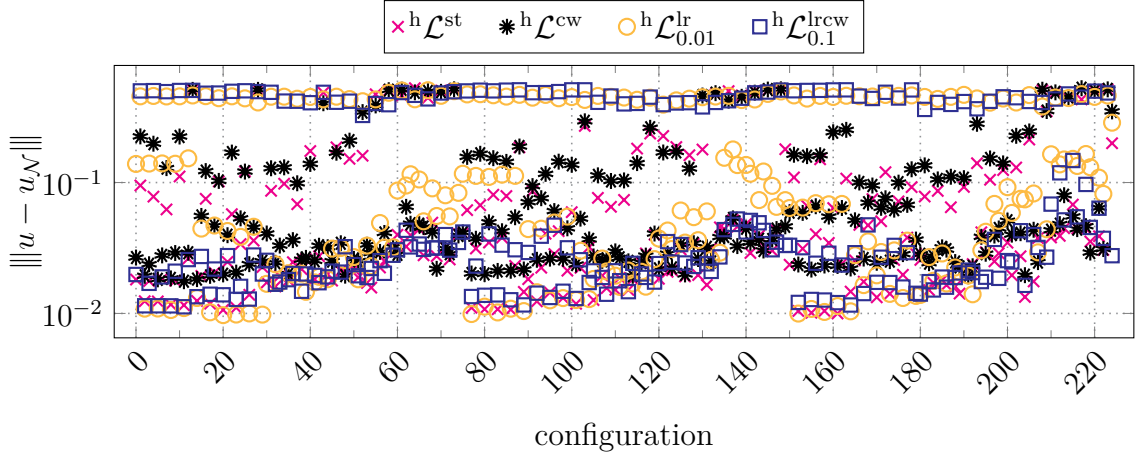 ʰℒˢᵗ ʰℒᶜʷ ʰℒˡʳ₀.₀₁ ʰℒˡʳᶜʷ₀.₁
|||u − u_𝒩|||
10⁻¹
10⁻²
0 20 40 60 80 100 120 140 160 180 200 220
configuration